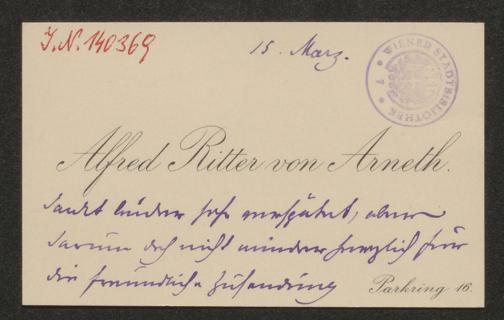 J.N. 140369
15. März.
WIENER STADTBIBLIOTHEK
Alfred Ritter von Arneth.
dankt leider sehr verspätet, aber
darum doch nicht minder herzlich für
die freundliche Zusendung
Parkring 16.